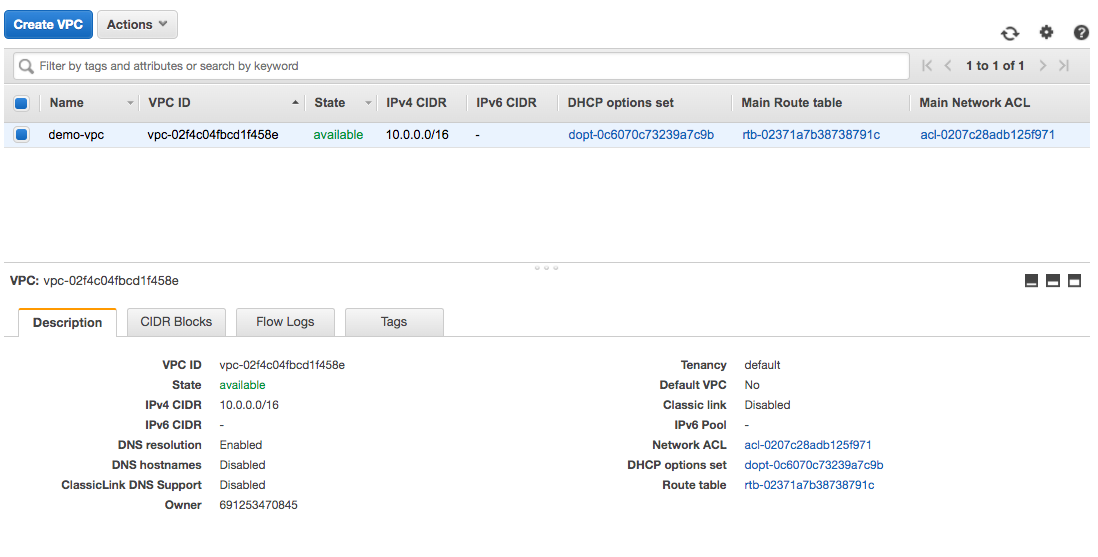 Create VPC Actions
Filter by tags and attributes or search by keyword 1 to 1 of 1
Name VPC ID State IPv4 CIDR IPv6 CIDR DHCP options set Main Route table Main Network ACL
demo-vpc vpc-02f4c04fbcd1f458e available 10.0.0.0/16 - dopt-0c6070c73239a7c9b rtb-02371a7b38738791c acl-0207c28adb125f971
VPC: vpc-02f4c04fbcd1f458e
Description CIDR Blocks Flow Logs Tags
VPC ID vpc-02f4c04fbcd1f458e Tenancy default
State available Default VPC No
IPv4 CIDR 10.0.0.0/16 Classic link Disabled
IPv6 CIDR - IPv6 Pool -
DNS resolution Enabled Network ACL acl-0207c28adb125f971
DNS hostnames Disabled DHCP options set dopt-0c6070c73239a7c9b
ClassicLink DNS Support Disabled Route table rtb-02371a7b38738791c
Owner 691253470845